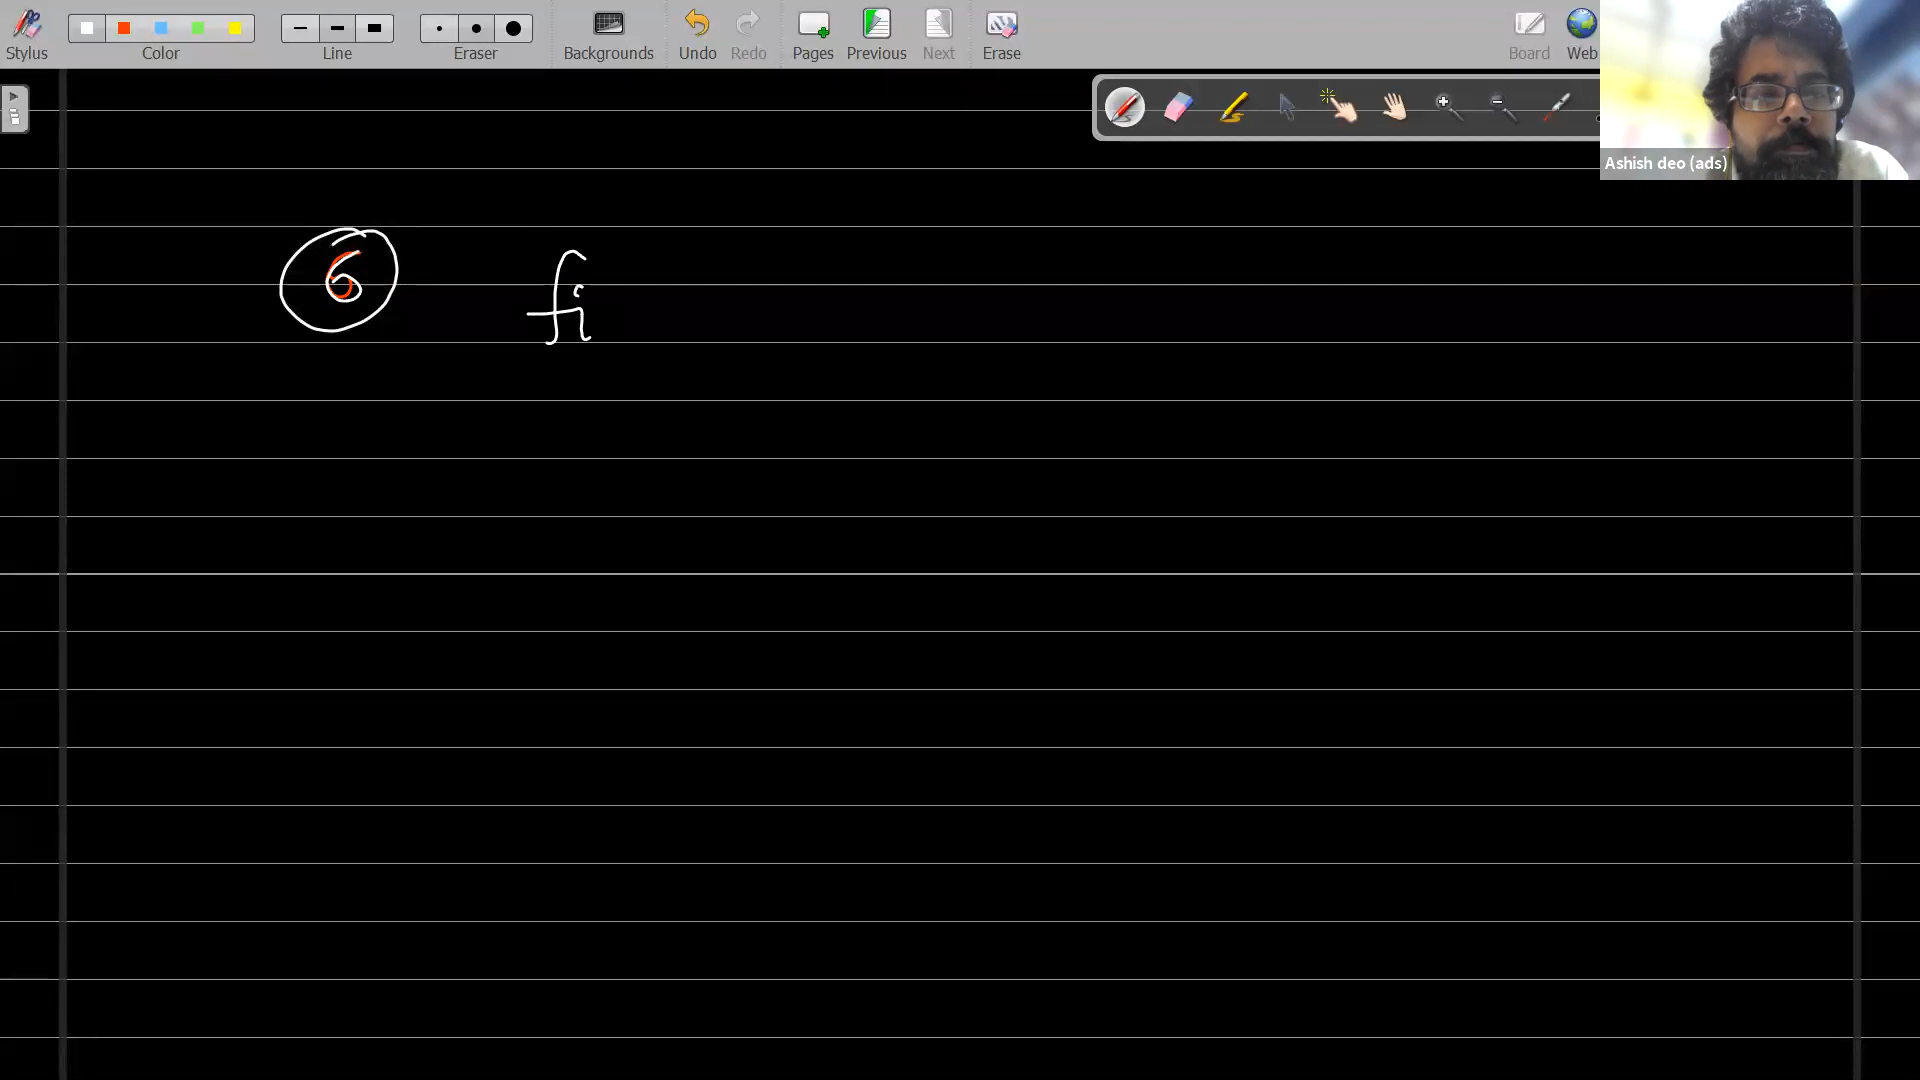 Stylus Color Line Eraser Backgrounds Undo Redo Pages Previous Next Erase Board Web
Ashish deo (ads)
6 fi